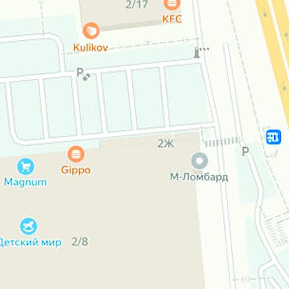 2/17
KFC
Kulikov
P
2Ж
P
Gippo
М-Ломбард
Magnum
Детский мир
2/8